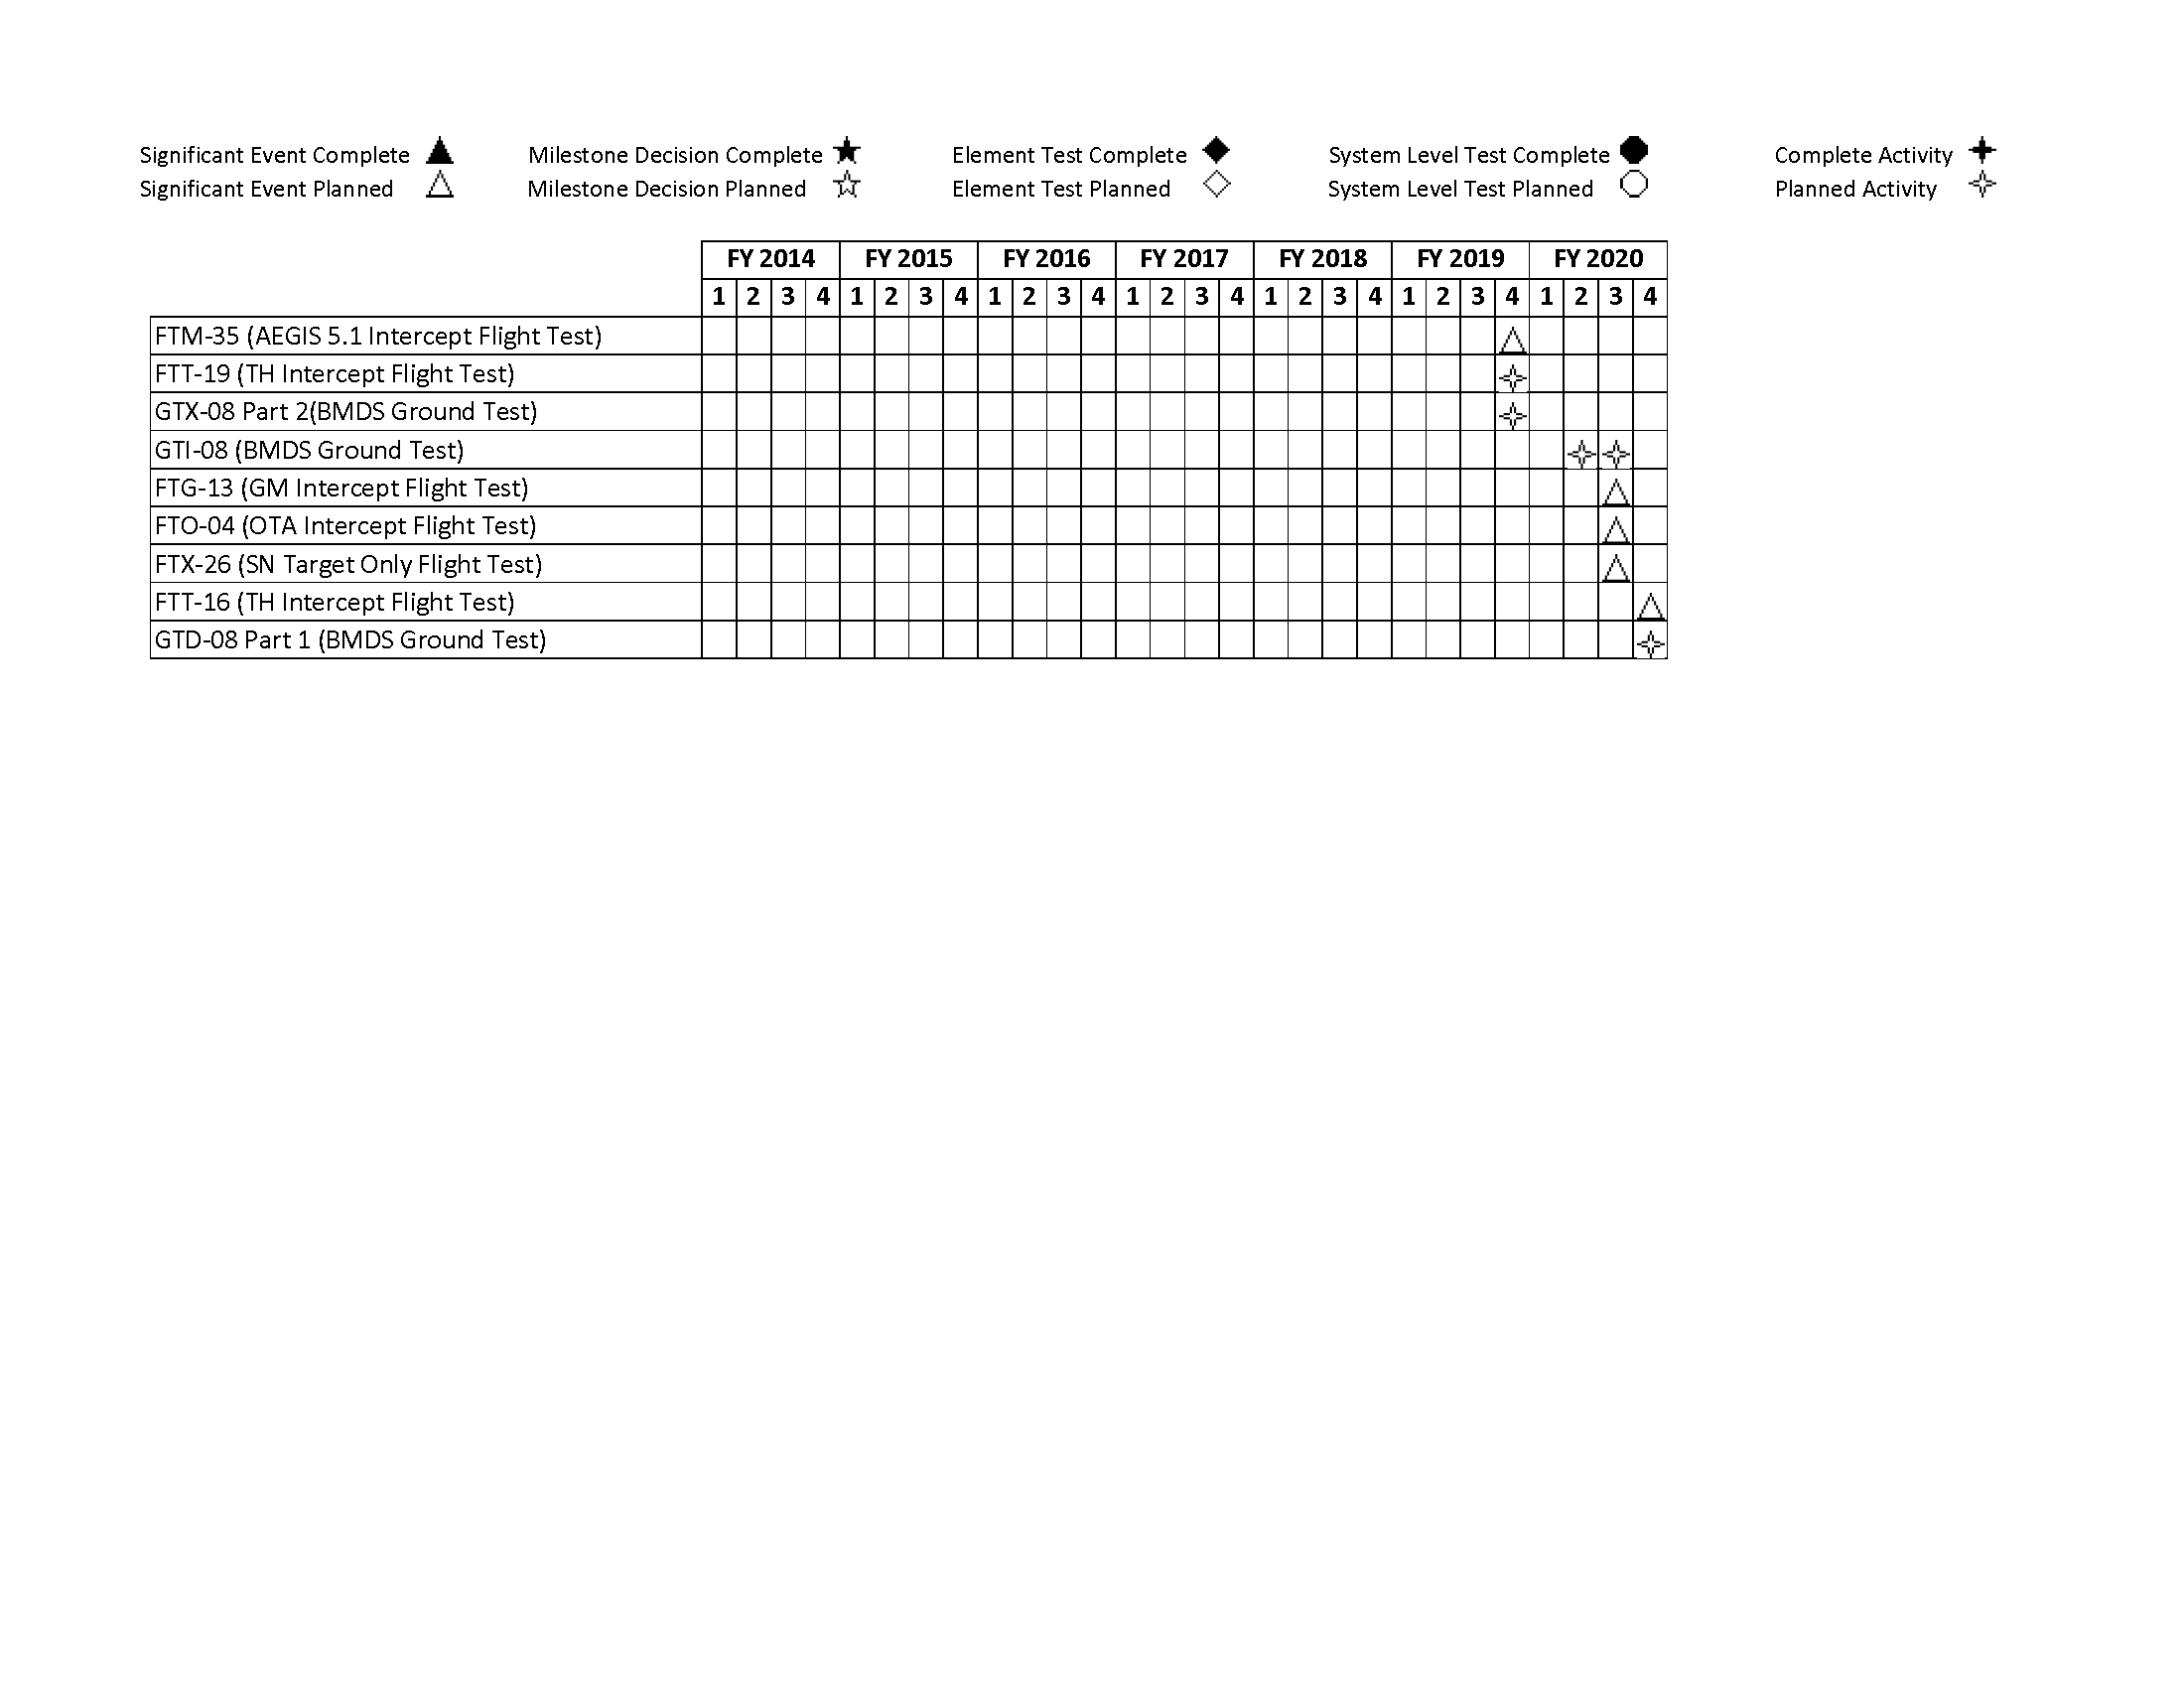 Significant Event Complete Milestone Decision Complete Element Test Complete System Level Test Complete Complete Activity
Significant Event Planned Milestone Decision Planned Element Test Planned System Level Test Planned Planned Activity
FY 2014 FY 2015 FY 2016 FY 2017 FY 2018 FY 2019 FY 2020
1 2 3 4 1 2 3 4 1 2 3 4 1 2 3 4 1 2 3 4 1 2 3 4 1 2 3 4
FTM-35 (AEGIS 5.1 Intercept Flight Test)
FTT-19 (TH Intercept Flight Test)
GTX-08 Part 2(BMDS Ground Test)
GTI-08 (BMDS Ground Test)
FTG-13 (GM Intercept Flight Test)
FTO-04 (OTA Intercept Flight Test)
FTX-26 (SN Target Only Flight Test)
FTT-16 (TH Intercept Flight Test)
GTD-08 Part 1 (BMDS Ground Test)